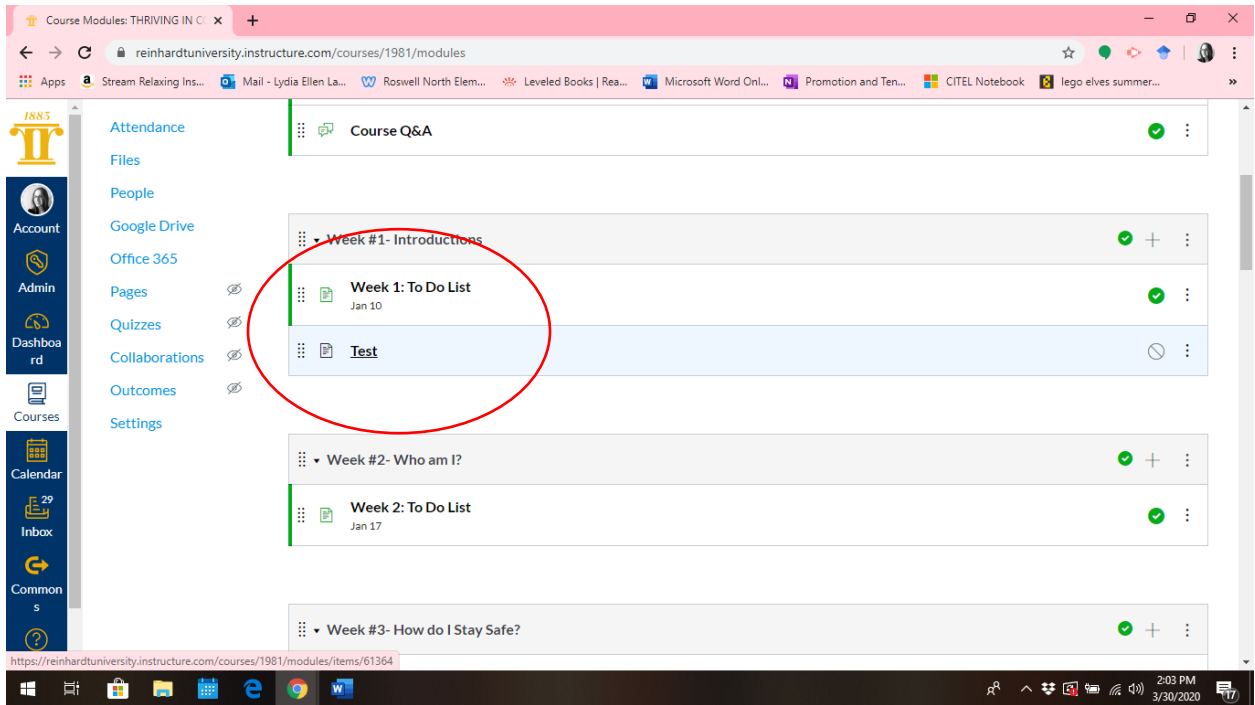 Course Modules: THRIVING IN C
reinhardtuniversity.instructure.com/courses/1981/modules
Apps
Stream Relaxing Ins...
Mail - Lydia Ellen La...
Roswell North Elem...
Leveled Books | Rea...
Microsoft Word Onl...
Promotion and Ten...
CITEL Notebook
lego elves summer...
»
1883
Account
Admin
Dashboa
rd
Courses
Calendar
29
Inbox
Common
s
Attendance
Files
People
Google Drive
Office 365
Pages
Quizzes
Collaborations
Outcomes
Settings
Course Q&A
Week #1- Introductions
Week 1: To Do List
Jan 10
Test
Week #2- Who am I?
Week 2: To Do List
Jan 17
Week #3- How do I Stay Safe?
https://reinhardtuniversity.instructure.com/courses/1981/modules/items/61364
2:03 PM
3/30/2020
17